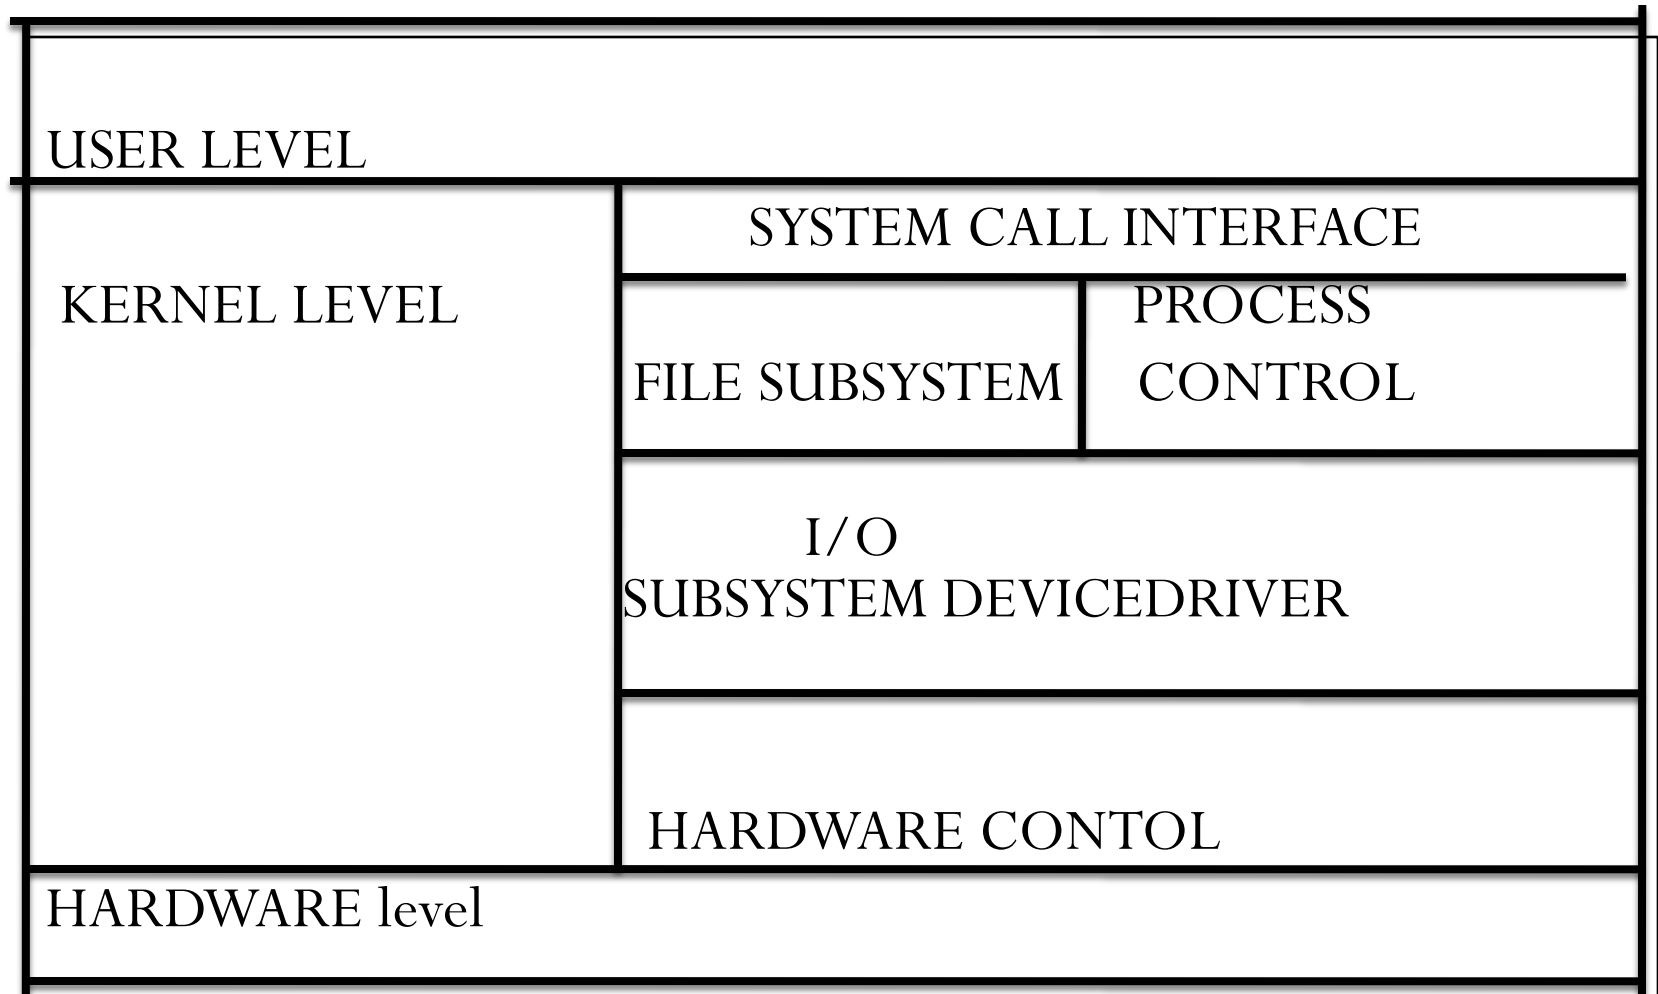 USER LEVEL
SYSTEM CALL INTERFACE
KERNEL LEVEL
FILE SUBSYSTEM
PROCESS
CONTROL
I/O
SUBSYSTEM DEVICEDRIVER
HARDWARE CONTOL
HARDWARE level